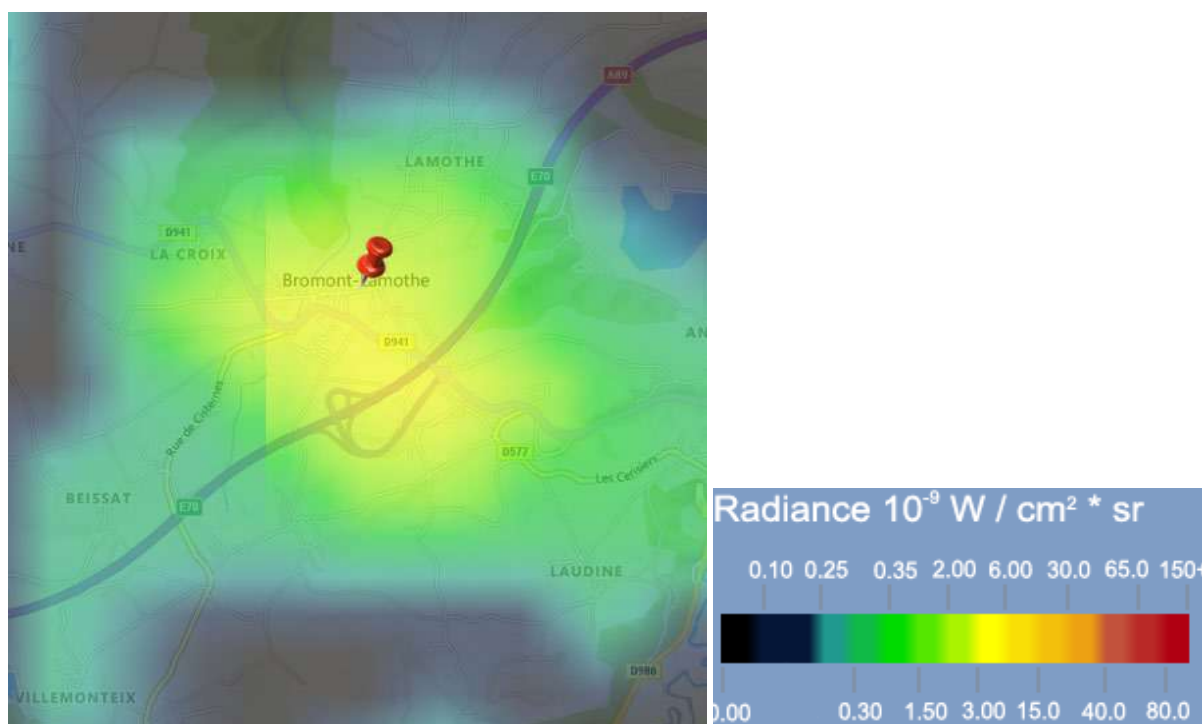 A89
LAMOTHE
E70
D941
LA CROIX
NE
Bromont-Lamothe
AN
D941
Rue de Cisternes
D577
Les Cerisiers
BEISSAT
E70
LAUDINE
D986
VILLEMONTEIX
Radiance 10⁻⁹ W / cm² * sr
0.10 0.25 0.35 2.00 6.00 30.0 65.0 150+
0.00 0.30 1.50 3.00 15.0 40.0 80.0